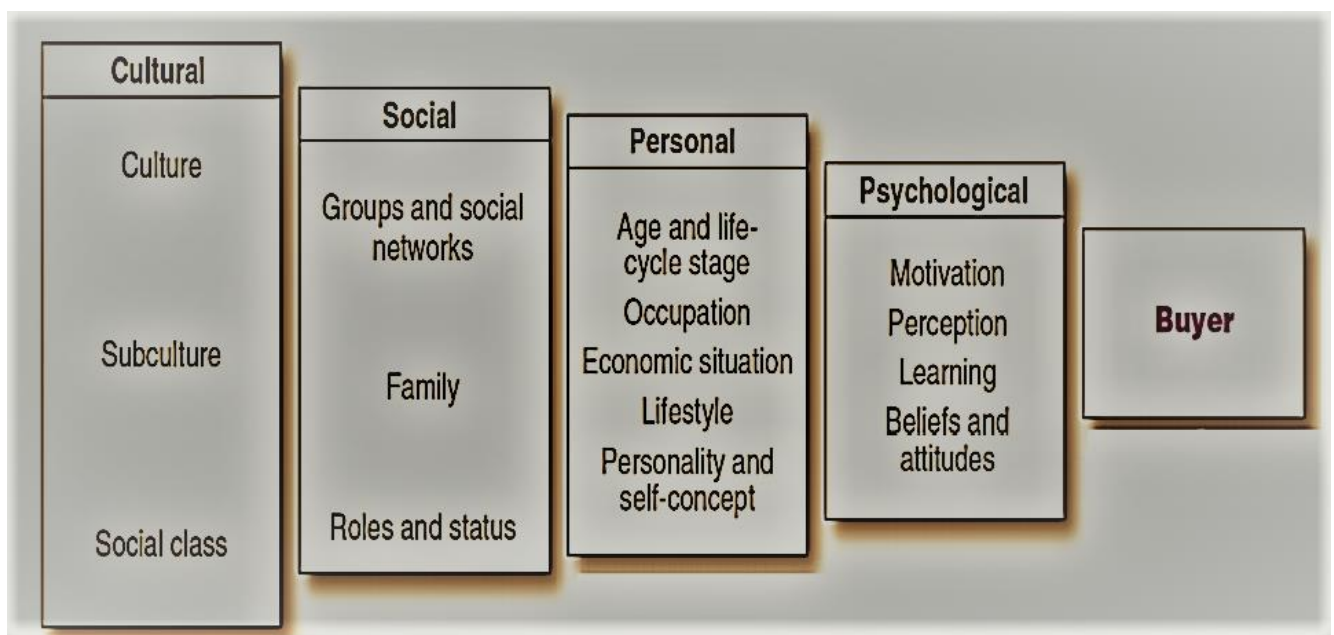 Cultural
Culture
Subculture
Social class
Social
Groups and social
networks
Family
Roles and status
Personal
Age and life-
cycle stage
Occupation
Economic situation
Lifestyle
Personality and
self-concept
Psychological
Motivation
Perception
Learning
Beliefs and
attitudes
Buyer